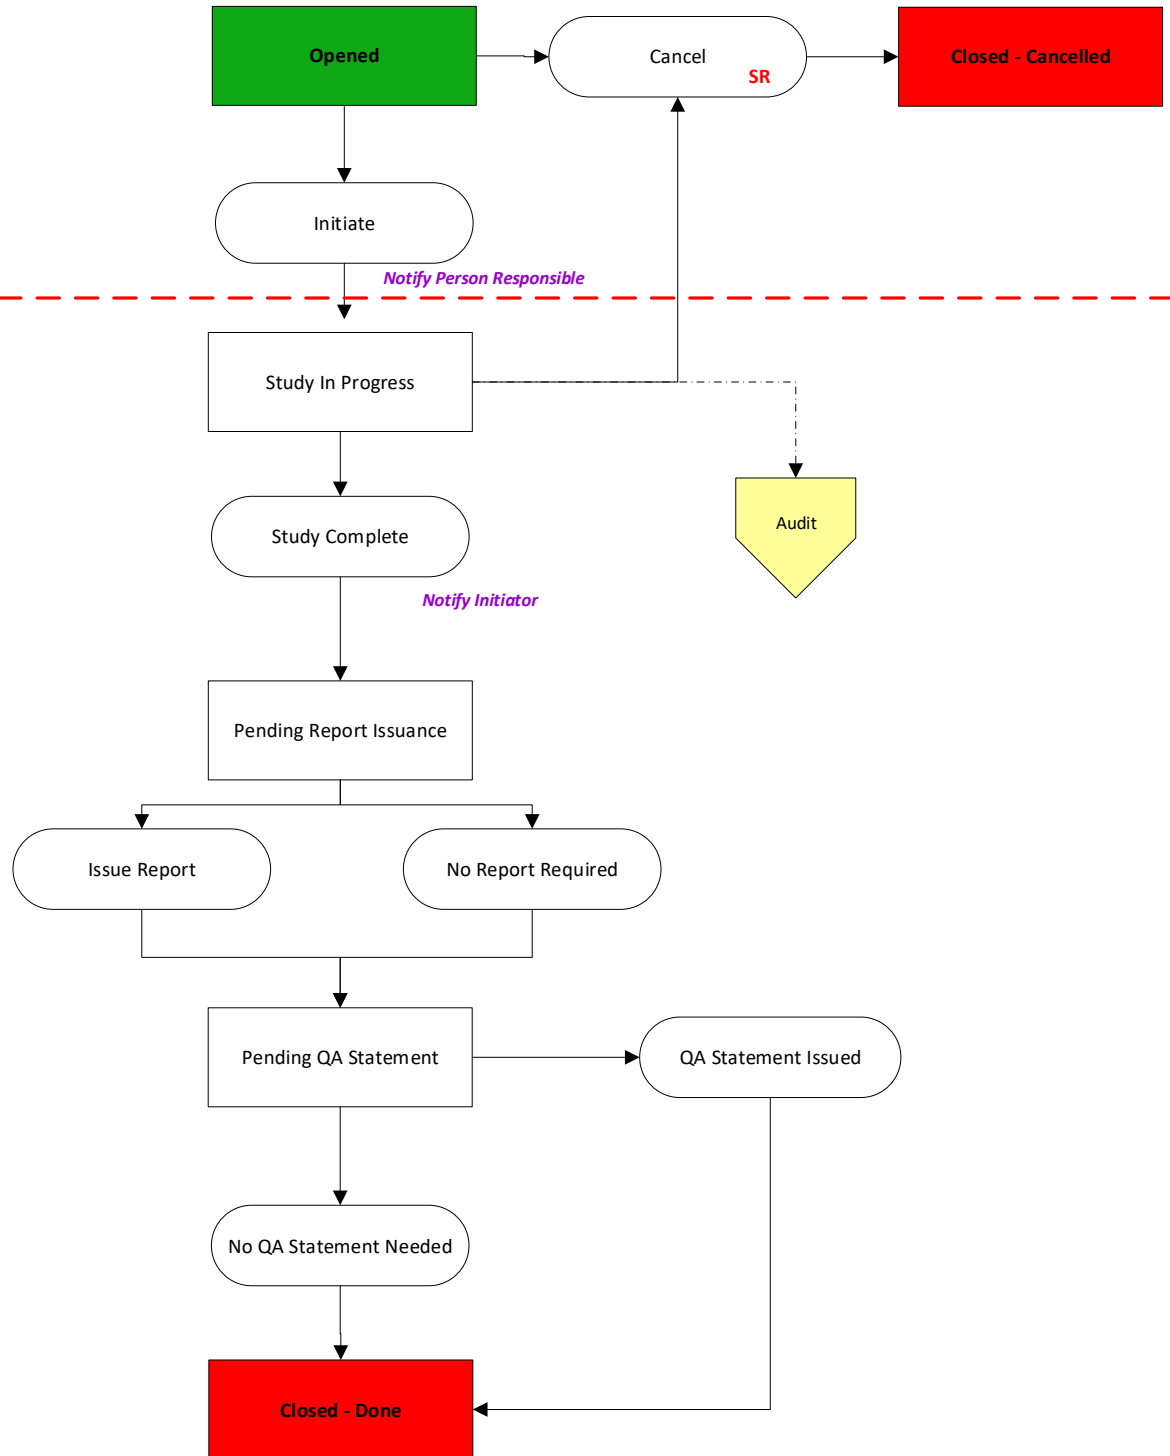 Opened
Cancel
SR
Closed - Cancelled
Initiate
Notify Person Responsible
Study In Progress
Audit
Study Complete
Notify Initiator
Pending Report Issuance
Issue Report
No Report Required
Pending QA Statement
QA Statement Issued
No QA Statement Needed
Closed - Done